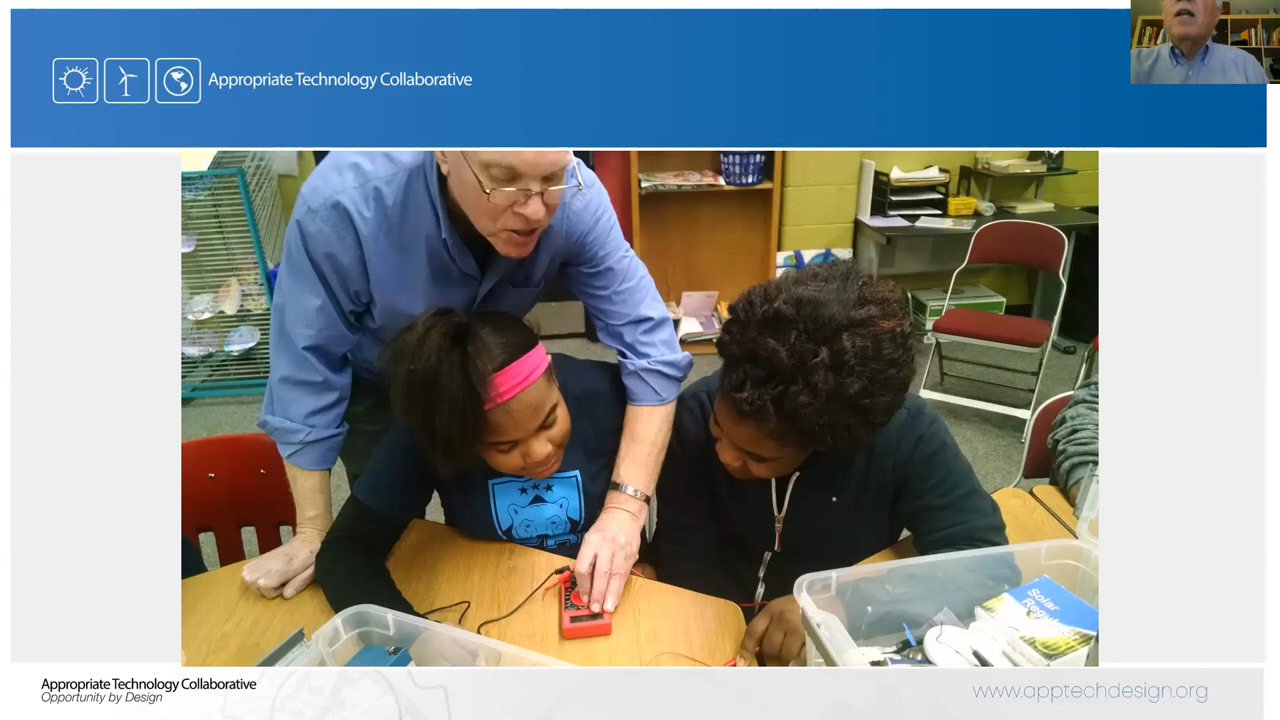 Appropriate Technology Collaborative
Solar
Appropriate Technology Collaborative
Opportunity by Design
www.apptechdesign.org